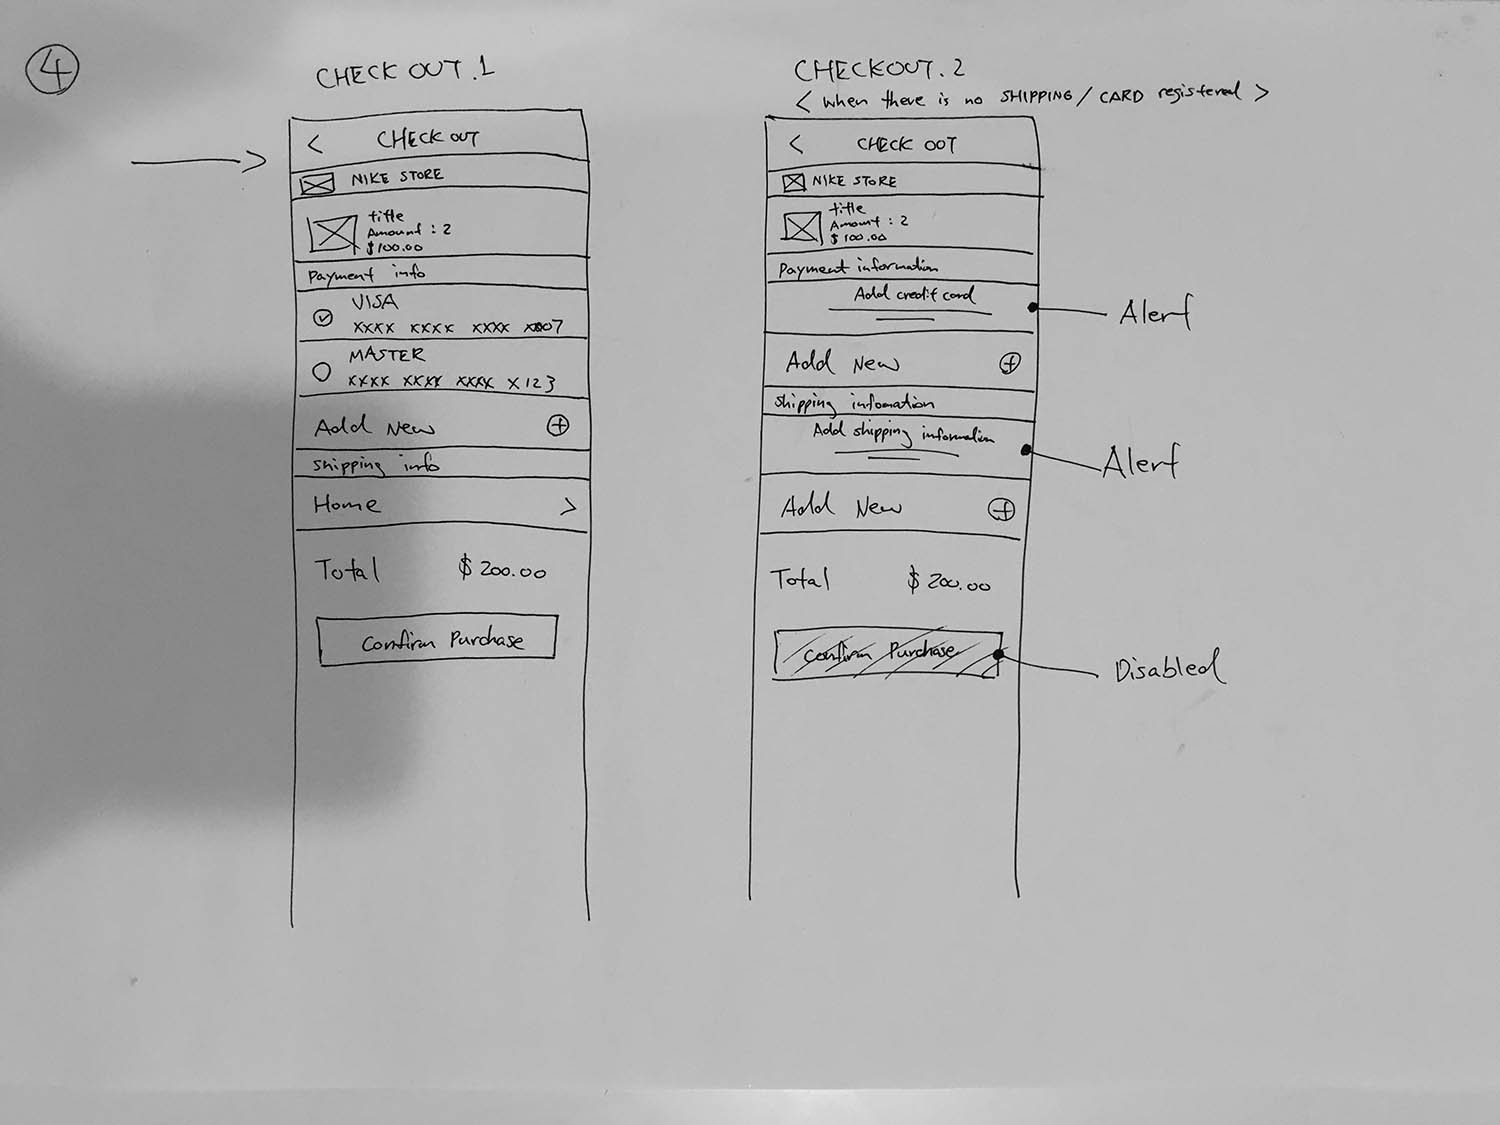 4
CHECK OUT.1
< CHECK OUT
NIKE STORE
title
Amount : 2
$100.00
Payment info
VISA
xxxx xxxx xxxx xx07
MASTER
xxxx xxxx xxxx x123
Add New +
Shipping info
Home >
Total $200.00
Confirm Purchase
CHECKOUT.2
< when there is no SHIPPING / CARD registered >
< CHECK OUT
NIKE STORE
title
Amount : 2
$100.00
Payment information
Add credit card
Alert
Add New +
Shipping infomation
Add shipping information
Alert
Add New +
Total $200.00
Confirm Purchase
Disabled